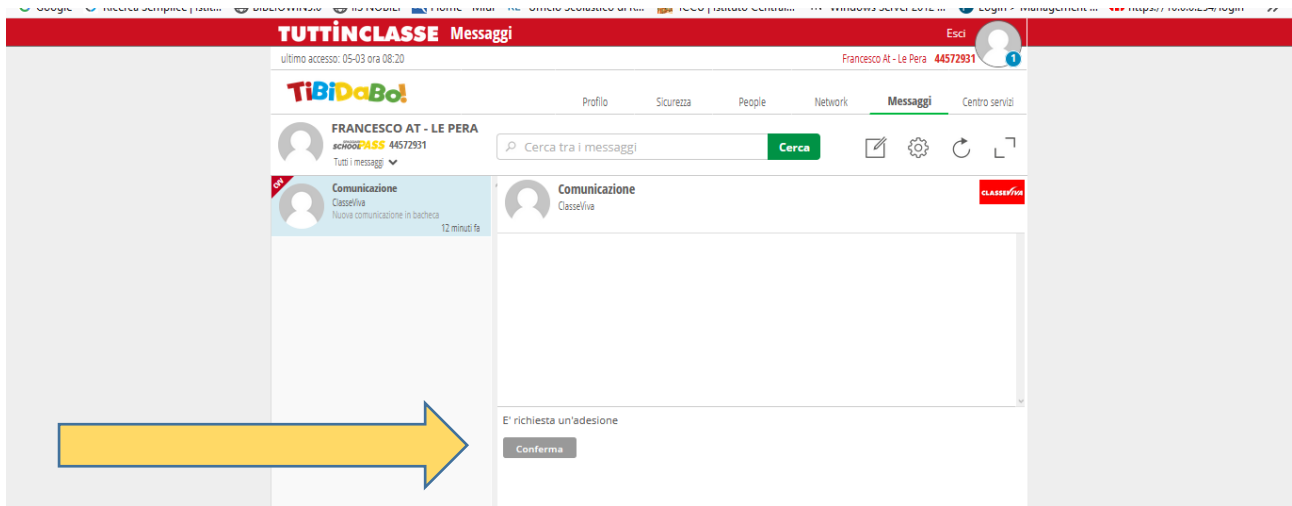 TUTTINCLASSE Messaggi
Esci
ultimo accesso: 05-03 ora 08:20
Francesco At - Le Pera 44572931
1
TiBiDaBo!
Profilo
Sicurezza
People
Network
Messaggi
Centro servizi
FRANCESCO AT - LE PERA
SCHOOLPASS 44572931
Tutti i messaggi
Cerca tra i messaggi
Cerca
CVV
Comunicazione
ClasseViva
Nuova comunicazione in bacheca
12 minuti fa
Comunicazione
ClasseViva
CLASSEVIVA
E' richiesta un'adesione
Conferma